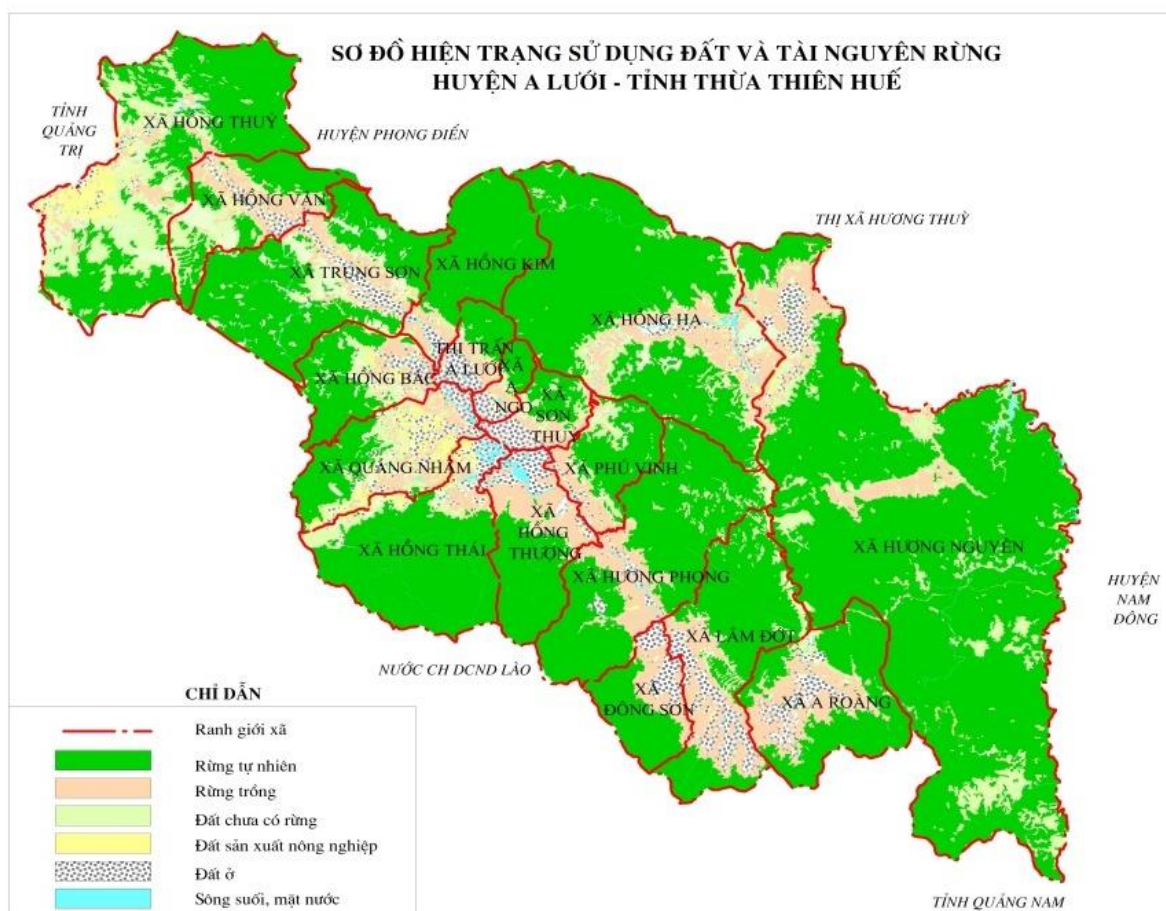 SƠ ĐỒ HIỆN TRẠNG SỬ DỤNG ĐẤT VÀ TÀI NGUYÊN RỪNG
HUYỆN A LƯỚI - TỈNH THỪA THIÊN HUẾ
TỈNH
QUẢNG
TRỊ
XÃ HỒNG THUỶ
HUYỆN PHONG ĐIỀN
XÃ HỒNG VÂN
THỊ XÃ HƯƠNG THUỶ
XÃ TRUNG SƠN
XÃ HỒNG KIM
XÃ HỒNG HẠ
THỊ TRẤN
A LƯỚI
XÃ
A
NGO
XÃ HỒNG BẮC
XÃ
SƠN
THUỶ
XÃ QUẢNG NHÂM
XÃ PHÚ VINH
XÃ
HỒNG
THƯỢNG
XÃ HỒNG THÁI
XÃ HƯƠNG NGUYÊN
XÃ HƯƠNG PHONG
HUYỆN
NAM
ĐÔNG
XÃ LÂM ĐỚT
NƯỚC CH DCND LÀO
XÃ
ĐÔNG SƠN
XÃ A ROÀNG
TỈNH QUẢNG NAM
CHỈ DẪN
Ranh giới xã
Rừng tự nhiên
Rừng trồng
Đất chưa có rừng
Đất sản xuất nông nghiệp
Đất ở
Sông suối, mặt nước